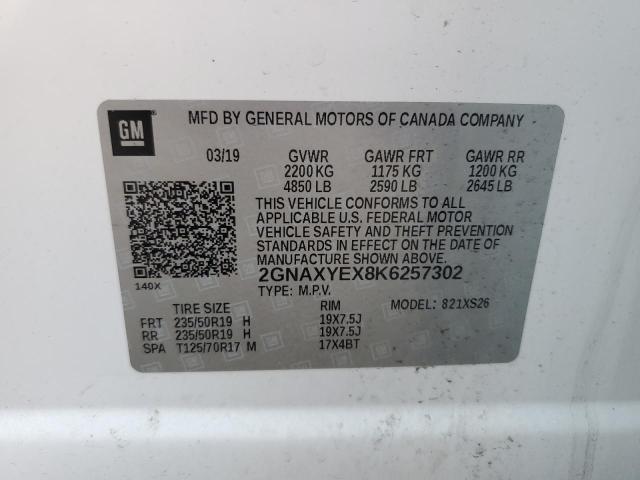 GM MFD BY GENERAL MOTORS OF CANADA COMPANY
03/19 GVWR GAWR FRT GAWR RR
2200 KG 1175 KG 1200 KG
4850 LB 2590 LB 2645 LB
THIS VEHICLE CONFORMS TO ALL
APPLICABLE U.S. FEDERAL MOTOR
VEHICLE SAFETY AND THEFT PREVENTION
STANDARDS IN EFFECT ON THE DATE OF
MANUFACTURE SHOWN ABOVE.
2GNAXYEX8K6257302
140X TYPE: M.P.V. MODEL: 821XS26
TIRE SIZE RIM
FRT 235/50R19 H 19X7.5J
RR 235/50R19 H 19X7.5J
SPA T125/70R17 M 17X4BT